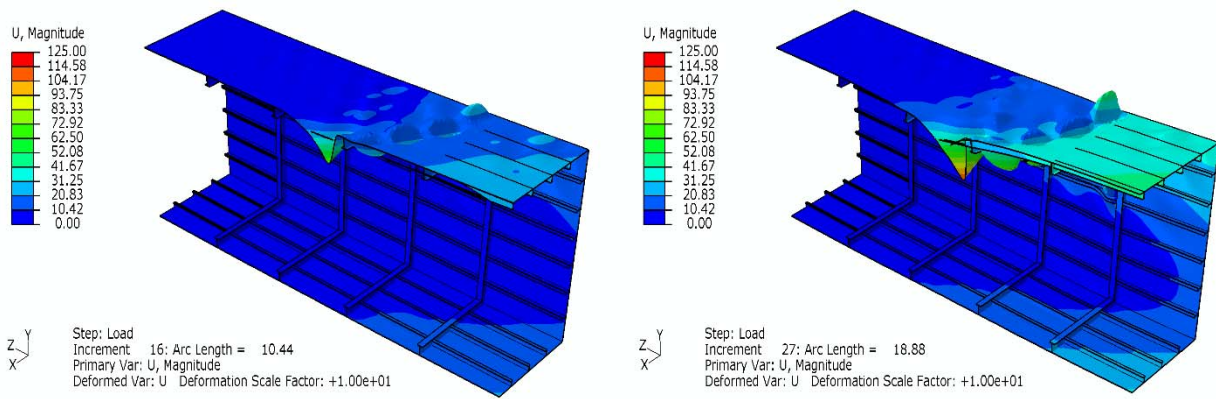 U, Magnitude
125.00
114.58
104.17
93.75
83.33
72.92
62.50
52.08
41.67
31.25
20.83
10.42
0.00
Y
Z
X
Step: Load
Increment 16: Arc Length = 10.44
Primary Var: U, Magnitude
Deformed Var: U Deformation Scale Factor: +1.00e+01
U, Magnitude
125.00
114.58
104.17
93.75
83.33
72.92
62.50
52.08
41.67
31.25
20.83
10.42
0.00
Y
Z
X
Step: Load
Increment 27: Arc Length = 18.88
Primary Var: U, Magnitude
Deformed Var: U Deformation Scale Factor: +1.00e+01